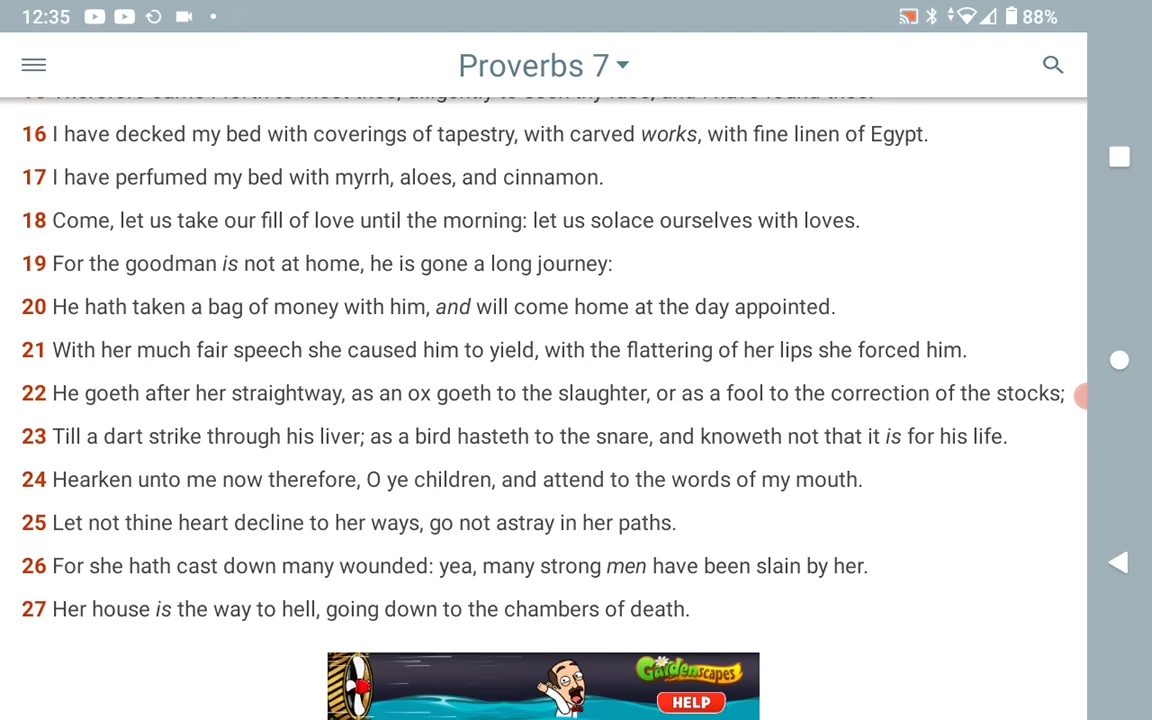 12:35
88%
Proverbs 7
16 I have decked my bed with coverings of tapestry, with carved works, with fine linen of Egypt.
17 I have perfumed my bed with myrrh, aloes, and cinnamon.
18 Come, let us take our fill of love until the morning: let us solace ourselves with loves.
19 For the goodman is not at home, he is gone a long journey:
20 He hath taken a bag of money with him, and will come home at the day appointed.
21 With her much fair speech she caused him to yield, with the flattering of her lips she forced him.
22 He goeth after her straightway, as an ox goeth to the slaughter, or as a fool to the correction of the stocks;
23 Till a dart strike through his liver; as a bird hasteth to the snare, and knoweth not that it is for his life.
24 Hearken unto me now therefore, O ye children, and attend to the words of my mouth.
25 Let not thine heart decline to her ways, go not astray in her paths.
26 For she hath cast down many wounded: yea, many strong men have been slain by her.
27 Her house is the way to hell, going down to the chambers of death.
Gardenscapes
HELP